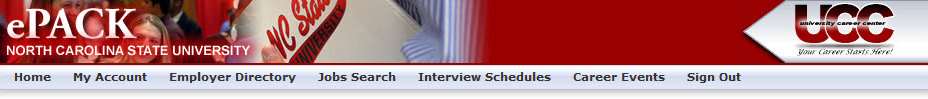 ePACK
NORTH CAROLINA STATE UNIVERSITY
NC State
UNIVERSITY
UCC
university career center
Your Career Starts Here!
Home My Account Employer Directory Jobs Search Interview Schedules Career Events Sign Out